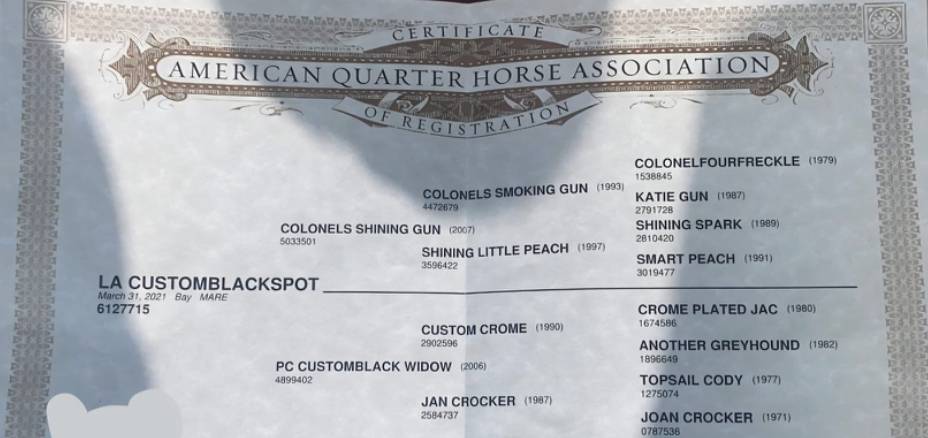 CERTIFICATE
AMERICAN QUARTER HORSE ASSOCIATION
OF REGISTRATION
COLONELFOURFRECKLE (1979)
1538845
COLONELS SMOKING GUN (1993)
4472679
KATIE GUN (1987)
2791728
COLONELS SHINING GUN (2007)
5033501
SHINING SPARK (1989)
2810420
SHINING LITTLE PEACH (1997)
3596422
SMART PEACH (1991)
3019477
LA CUSTOMBLACKSPOT
March 31, 2021 Bay MARE
6127715
CROME PLATED JAC (1980)
1674586
CUSTOM CROME (1990)
2902596
ANOTHER GREYHOUND (1982)
1896649
PC CUSTOMBLACK WIDOW (2006)
4899402
TOPSAIL CODY (1977)
1275074
JAN CROCKER (1987)
2584737
JOAN CROCKER (1971)
0787536